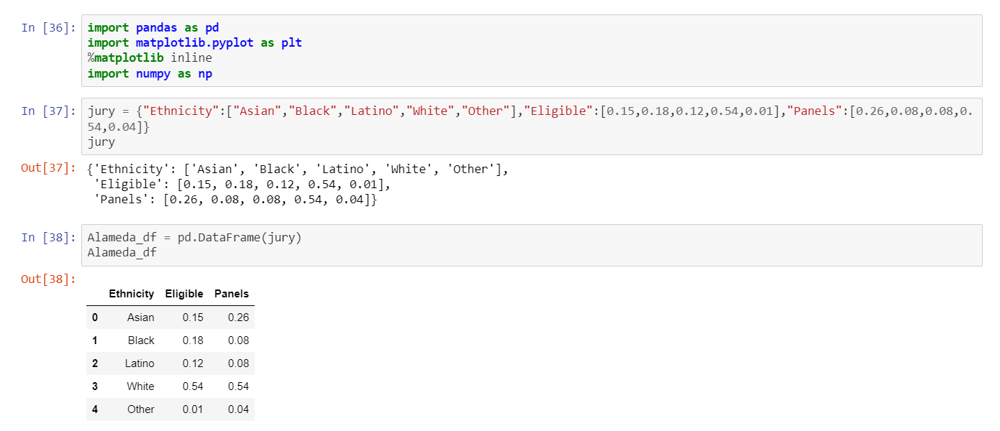 In [36]: import pandas as pd
import matplotlib.pyplot as plt
%matplotlib inline
import numpy as np
In [37]: jury = {"Ethnicity":["Asian","Black","Latino","White","Other"],"Eligible":[0.15,0.18,0.12,0.54,0.01],"Panels":[0.26,0.08,0.08,0.
54,0.04]}
jury
Out[37]: {'Ethnicity': ['Asian', 'Black', 'Latino', 'White', 'Other'],
'Eligible': [0.15, 0.18, 0.12, 0.54, 0.01],
'Panels': [0.26, 0.08, 0.08, 0.54, 0.04]}
In [38]: Alameda_df = pd.DataFrame(jury)
Alameda_df
Out[38]:
Ethnicity Eligible Panels
0 Asian 0.15 0.26
1 Black 0.18 0.08
2 Latino 0.12 0.08
3 White 0.54 0.54
4 Other 0.01 0.04